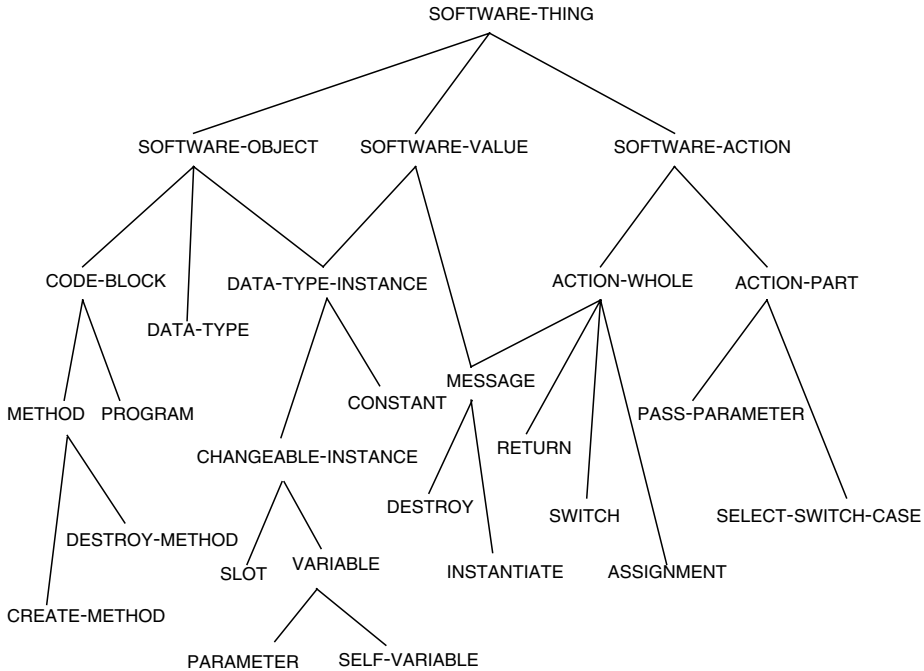 SOFTWARE-THING
SOFTWARE-OBJECT
SOFTWARE-VALUE
SOFTWARE-ACTION
CODE-BLOCK
DATA-TYPE-INSTANCE
ACTION-WHOLE
ACTION-PART
DATA-TYPE
MESSAGE
CONSTANT
METHOD
PROGRAM
PASS-PARAMETER
RETURN
CHANGEABLE-INSTANCE
DESTROY
SWITCH
SELECT-SWITCH-CASE
DESTROY-METHOD
SLOT
VARIABLE
INSTANTIATE
ASSIGNMENT
CREATE-METHOD
PARAMETER
SELF-VARIABLE